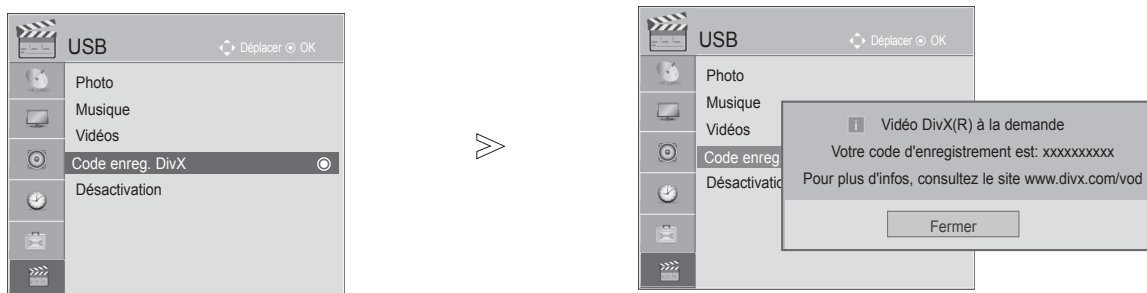 USB
Déplacer OK
Photo
Musique
Vidéos
Code enreg. DivX
Désactivation
USB
Déplacer OK
Photo
Musique
Vidéos
Code enreg
Désactivatio
Vidéo DivX(R) à la demande
Votre code d'enregistrement est: xxxxxxxxxx
Pour plus d'infos, consultez le site www.divx.com/vod
Fermer